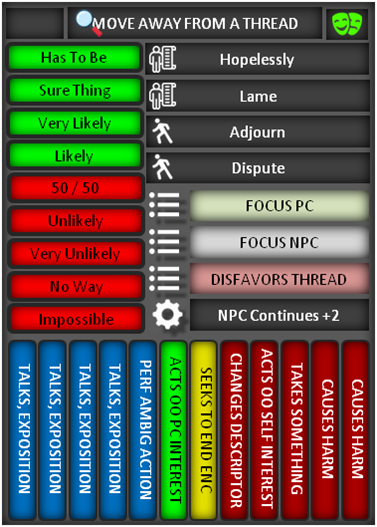 MOVE AWAY FROM A THREAD
Has To Be
Hopelessly
Sure Thing
Lame
Very Likely
Adjourn
Likely
Dispute
50 / 50
FOCUS PC
Unlikely
FOCUS NPC
Very Unlikely
DISFAVORS THREAD
No Way
NPC Continues +2
Impossible
TALKS, EXPOSITION
TALKS, EXPOSITION
TALKS, EXPOSITION
TALKS, EXPOSITION
PERF AMBIG ACTION
ACTS OO PC INTEREST
SEEKS TO END ENC
CHANGES DESCRIPTOR
ACTS OO SELF INTEREST
TAKES SOMETHING
CAUSES HARM
CAUSES HARM